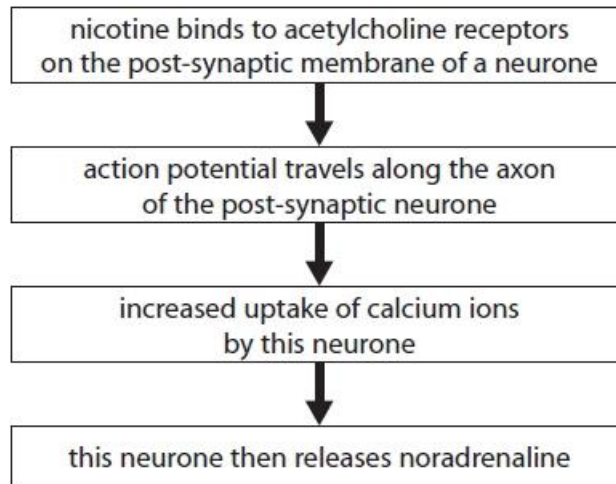 nicotine binds to acetylcholine receptors
on the post-synaptic membrane of a neurone
action potential travels along the axon
of the post-synaptic neurone
increased uptake of calcium ions
by this neurone
this neurone then releases noradrenaline